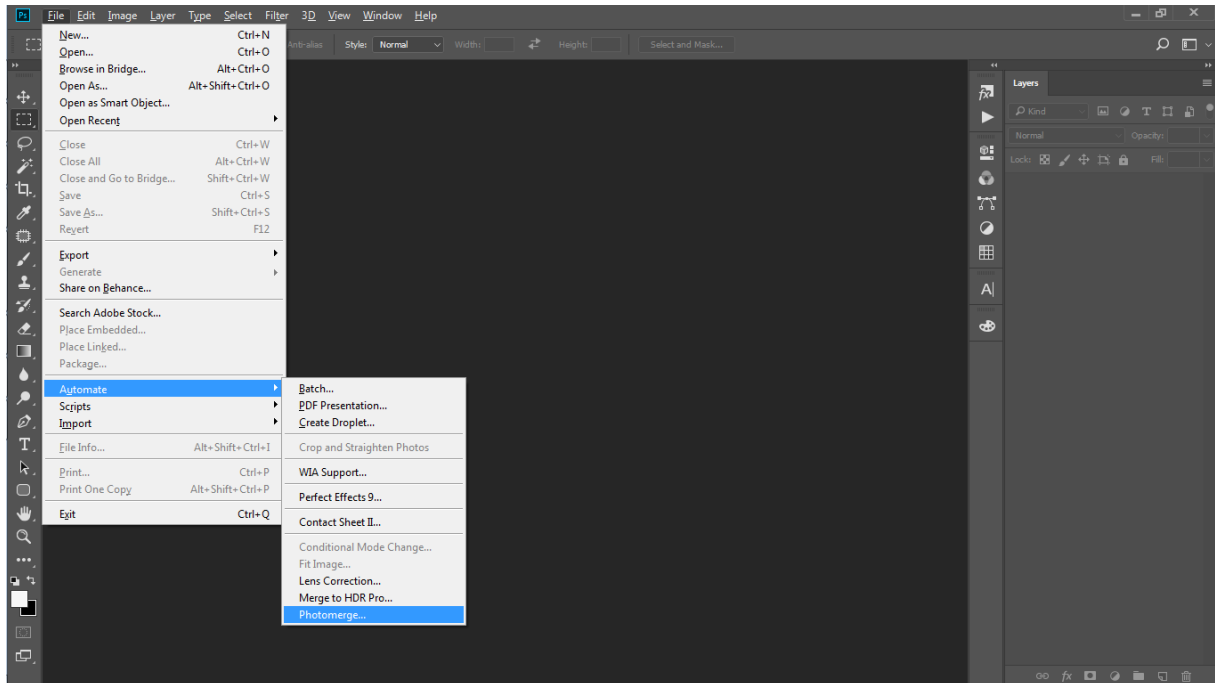 Ps File Edit Image Layer Type Select Filter 3D View Window Help
Anti-alias Style: Normal Width: Height: Select and Mask...
New... Ctrl+N
Open... Ctrl+O
Browse in Bridge... Alt+Ctrl+O
Open As... Alt+Shift+Ctrl+O
Open as Smart Object...
Open Recent
Close Ctrl+W
Close All Alt+Ctrl+W
Close and Go to Bridge... Shift+Ctrl+W
Save Ctrl+S
Save As... Shift+Ctrl+S
Revert F12
Export
Generate
Share on Behance...
Search Adobe Stock...
Place Embedded...
Place Linked...
Package...
Automate
Scripts
Import
File Info... Alt+Shift+Ctrl+I
Print... Ctrl+P
Print One Copy Alt+Shift+Ctrl+P
Exit Ctrl+Q
Batch...
PDF Presentation...
Create Droplet...
Crop and Straighten Photos
WIA Support...
Perfect Effects 9...
Contact Sheet II...
Conditional Mode Change...
Fit Image...
Lens Correction...
Merge to HDR Pro...
Photomerge...
Layers
Kind
Normal Opacity:
Lock: Fill: